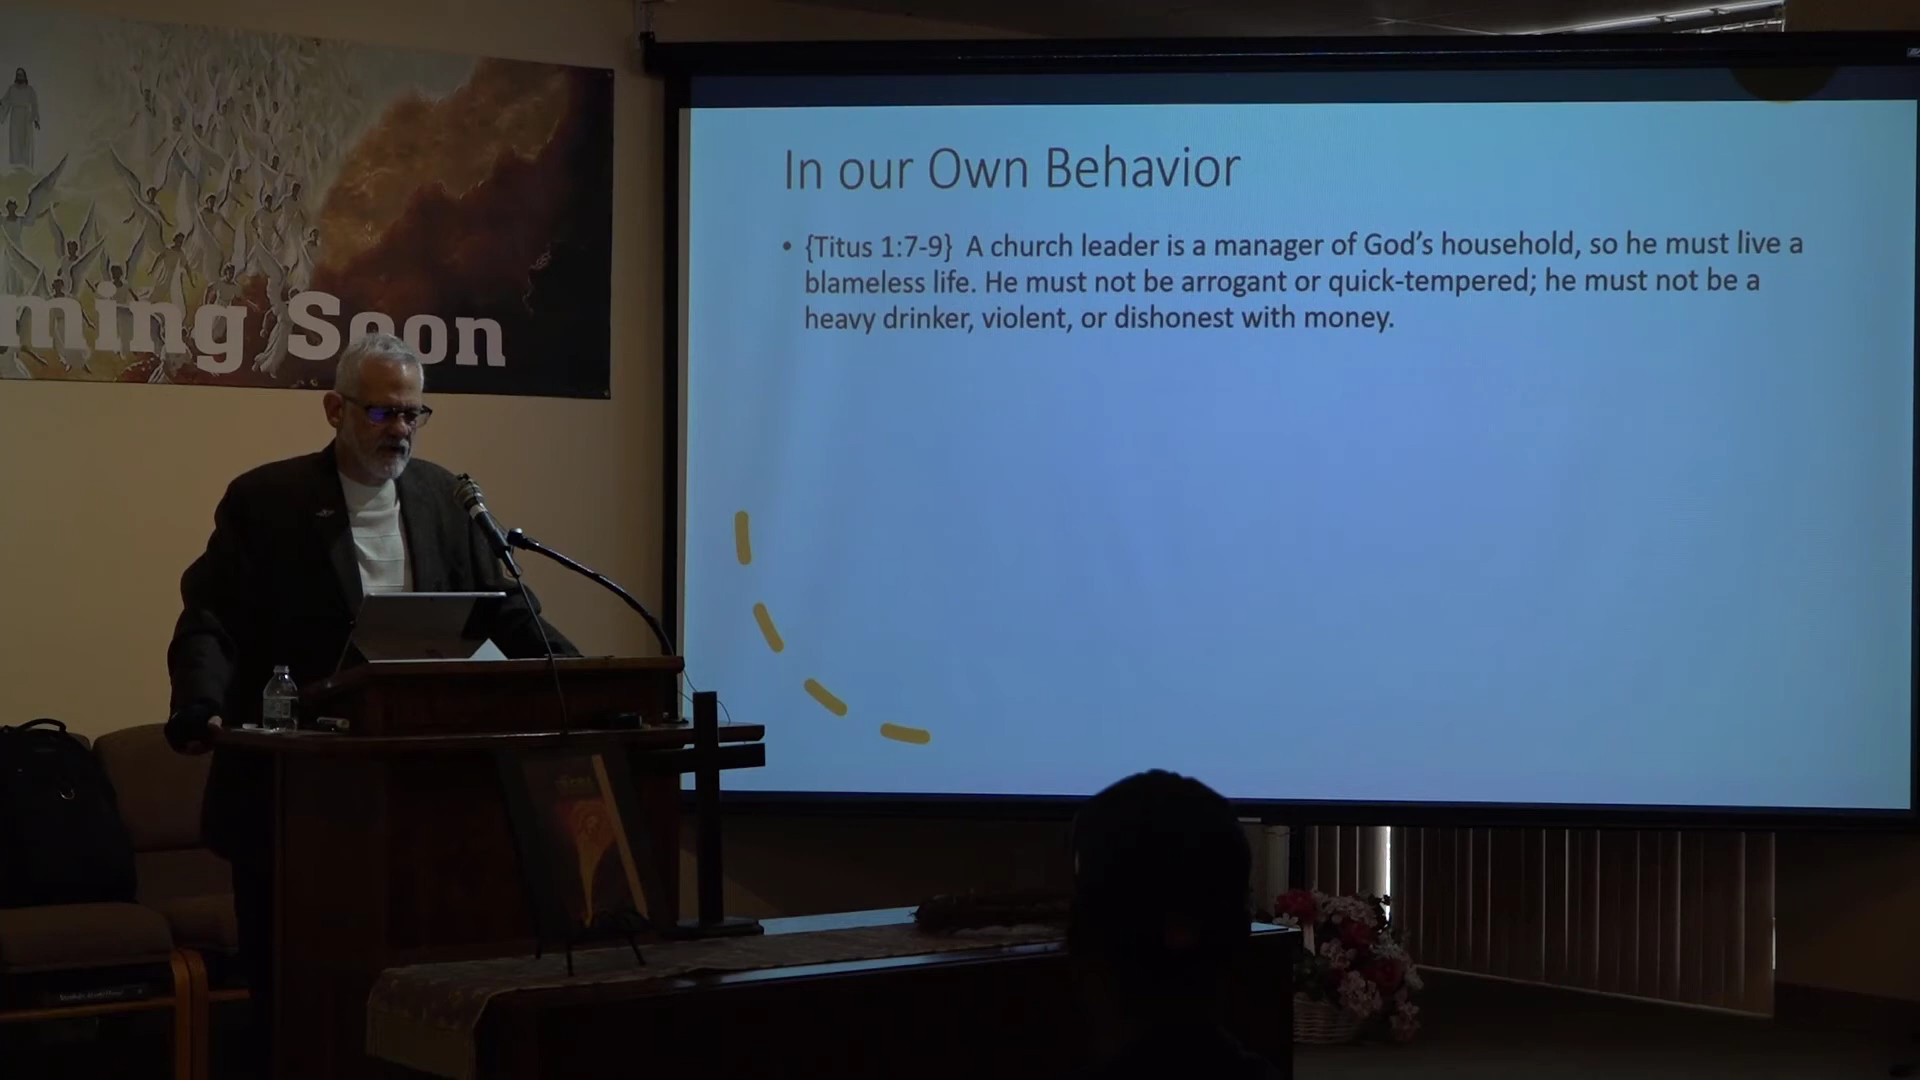 ming Soon
In our Own Behavior
• {Titus 1:7-9} A church leader is a manager of God’s household, so he must live a
blameless life. He must not be arrogant or quick-tempered; he must not be a
heavy drinker, violent, or dishonest with money.